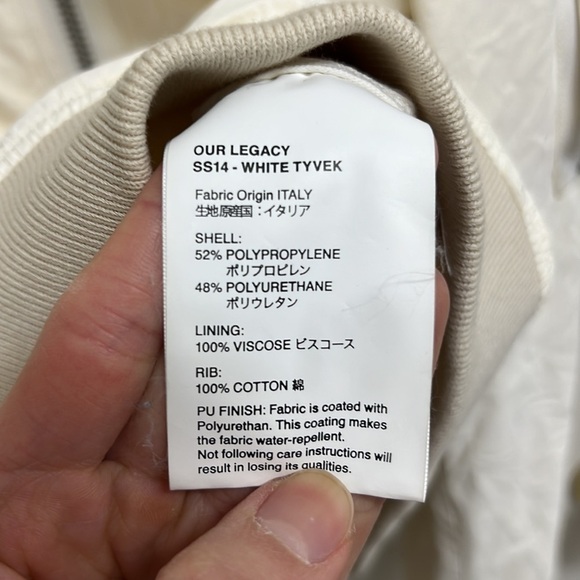 OUR LEGACY
SS14 - WHITE TYVEK
Fabric Origin ITALY
生地原産国：イタリア
SHELL:
52% POLYPROPYLENE
ポリプロピレン
48% POLYURETHANE
ポリウレタン
LINING:
100% VISCOSE ビスコース
RIB:
100% COTTON 綿
PU FINISH: Fabric is coated with
Polyurethan. This coating makes
the fabric water-repellent.
Not following care instructions will
result in losing its qualities.